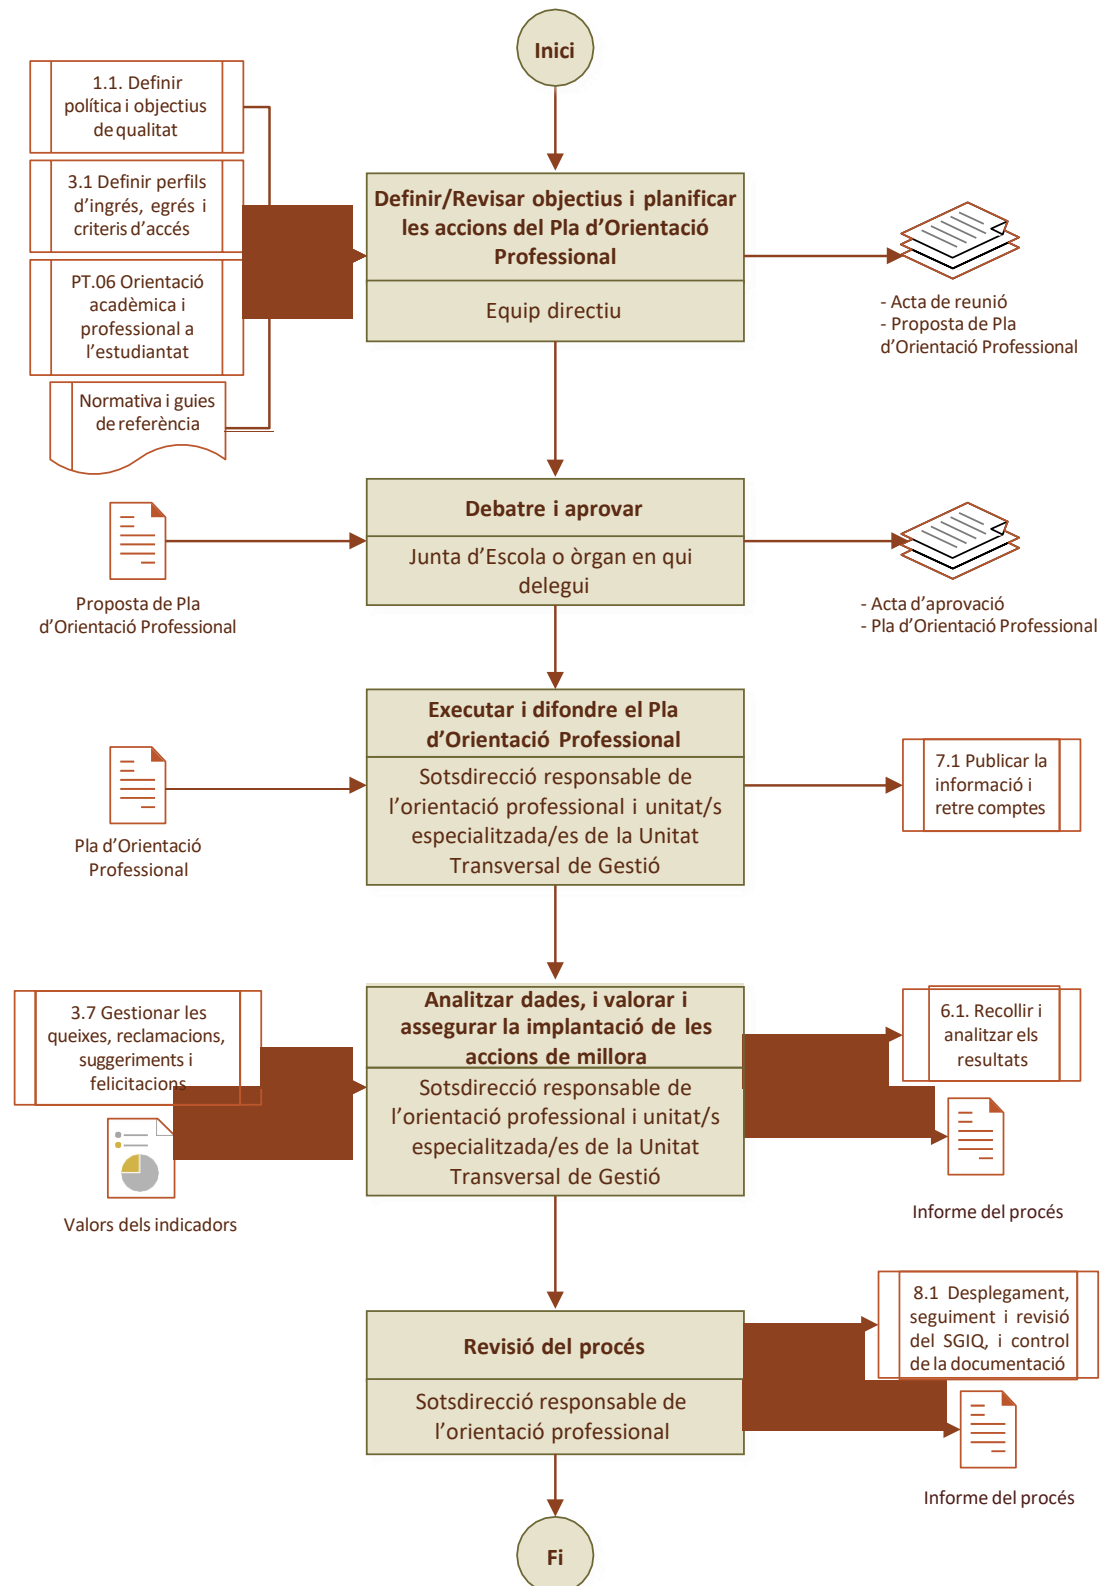 Inici
1.1. Definir
política i objectius
de qualitat
3.1 Definir perfils
d’ingrés, egrés i
criteris d’accés
PT.06 Orientació
acadèmica i
professional a
l’estudiantat
Normativa i guies
de referència
Definir/Revisar objectius i planificar
les accions del Pla d’Orientació
Professional
Equip directiu
- Acta de reunió
- Proposta de Pla
d’Orientació Professional
Debatre i aprovar
Junta d’Escola o òrgan en qui
delegui
Proposta de Pla
d’Orientació Professional
- Acta d’aprovació
- Pla d’Orientació Professional
Executar i difondre el Pla
d’Orientació Professional
Sotsdirecció responsable de
l’orientació professional i unitat/s
especialitzada/es de la Unitat
Transversal de Gestió
Pla d’Orientació
Professional
7.1 Publicar la
informació i
retre comptes
3.7 Gestionar les
queixes, reclamacions,
suggeriments i
felicitacions
Valors dels indicadors
Analitzar dades, i valorar i
assegurar la implantació de les
accions de millora
Sotsdirecció responsable de
l’orientació professional i unitat/s
especialitzada/es de la Unitat
Transversal de Gestió
6.1. Recollir i
analitzar els
resultats
Informe del procés
Revisió del procés
Sotsdirecció responsable de
l’orientació professional
8.1 Desplegament,
seguiment i revisió
del SGIQ, i control
de la documentació
Informe del procés
Fi